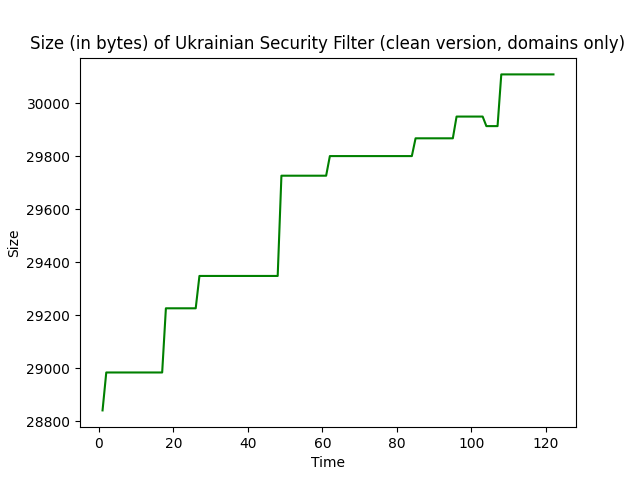 Size (in bytes) of Ukrainian Security Filter (clean version, domains only)
30000
29800
29600
29400
29200
29000
28800
Size
0 20 40 60 80 100 120
Time